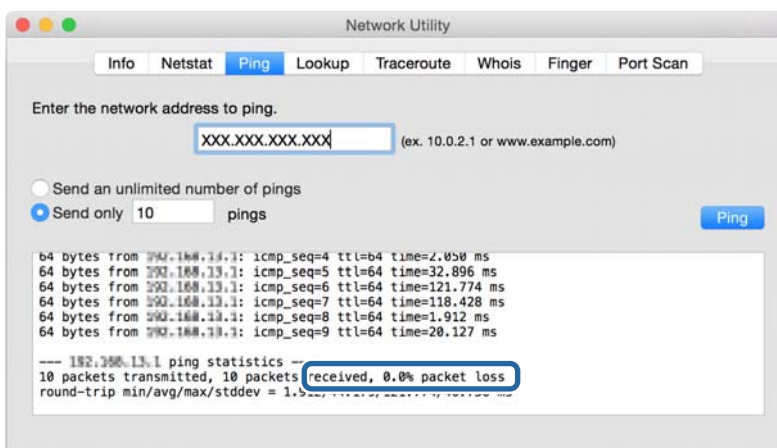 Network Utility
Info Netstat Ping Lookup Traceroute Whois Finger Port Scan
Enter the network address to ping.
XXX.XXX.XXX.XXX (ex. 10.0.2.1 or www.example.com)
Send an unlimited number of pings
Send only 10 pings
Ping
64 bytes from icmp_seq=4 ttl=64 time=2.050 ms
64 bytes from icmp_seq=5 ttl=64 time=32.896 ms
64 bytes from icmp_seq=6 ttl=64 time=121.774 ms
64 bytes from icmp_seq=7 ttl=64 time=118.428 ms
64 bytes from icmp_seq=8 ttl=64 time=1.912 ms
64 bytes from icmp_seq=9 ttl=64 time=20.127 ms
--- ping statistics ---
10 packets transmitted, 10 packets received, 0.0% packet loss
round-trip min/avg/max/stddev = ms